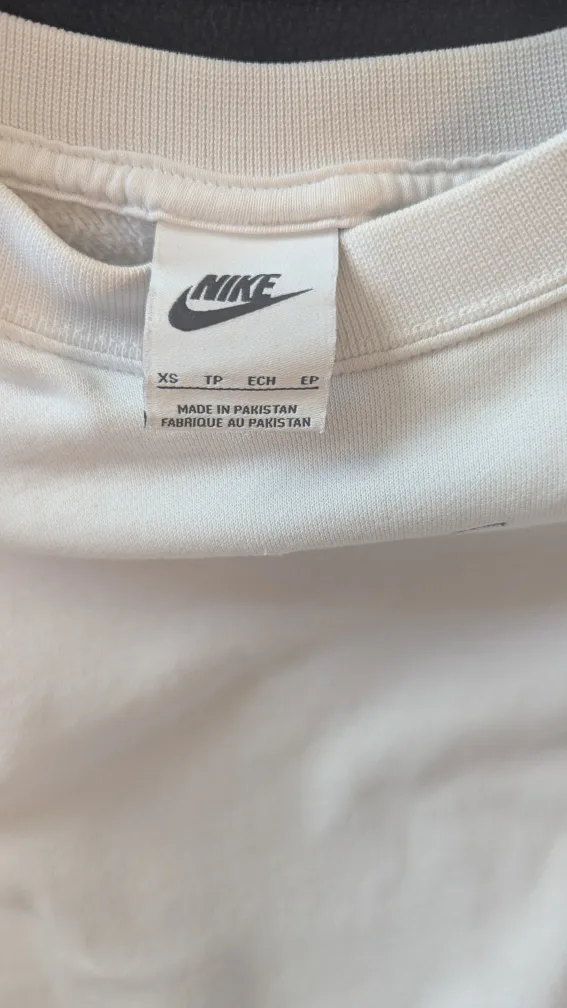 NIKE
XS TP ECH EP
MADE IN PAKISTAN
FABRIQUE AU PAKISTAN